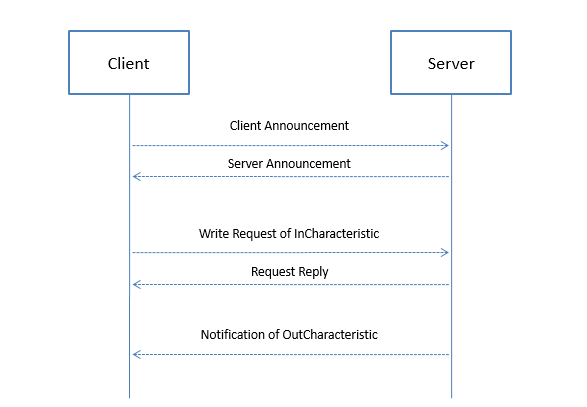 Client
Server
Client Announcement
Server Announcement
Write Request of InCharacteristic
Request Reply
Notification of OutCharacteristic